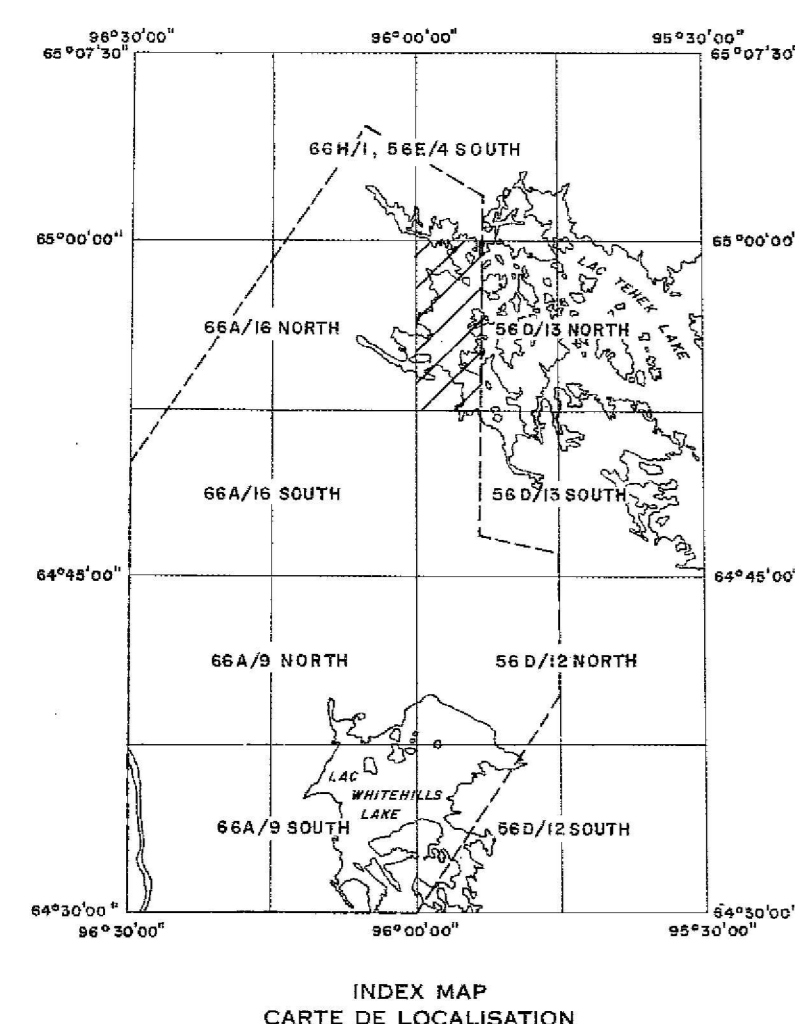 96°30'00" 96°00'00" 95°30'00"
65°07'30" 65°07'30"
66H/1, 56E/4 SOUTH
65°00'00" 65°00'00"
LAC TEHEK LAKE
66A/16 NORTH 56D/13 NORTH
66A/16 SOUTH 56D/13 SOUTH
64°45'00" 64°45'00"
66A/9 NORTH 56D/12 NORTH
LAC
WHITEHILLS
LAKE
66A/9 SOUTH 56D/12 SOUTH
64°30'00" 64°30'00"
96°30'00" 96°00'00" 95°30'00"
INDEX MAP
CARTE DE LOCALISATION